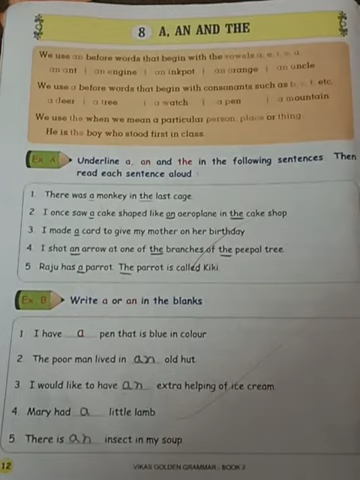 8 A, AN AND THE
We use an before words that begin with the vowels a, e, i, o, u.
an ant | an engine | an inkpot | an orange | an uncle
We use a before words that begin with consonants such as b, c, f, etc.
a deer | a tree | a watch | a pen | a mountain
We use the when we mean a particular person, place or thing.
He is the boy who stood first in class.
Ex. A Underline a, an and the in the following sentences. Then
read each sentence aloud
1. There was a monkey in the last cage.
2. I once saw a cake shaped like an aeroplane in the cake shop
3. I made a card to give my mother on her birthday
4. I shot an arrow at one of the branches of the peepal tree.
5. Raju has a parrot. The parrot is called Kiki.
Ex. B Write a or an in the blanks
1 I have a pen that is blue in colour
2. The poor man lived in an old hut.
3. I would like to have an extra helping of ice cream.
4. Mary had a little lamb
5. There is an insect in my soup
12 VIKAS GOLDEN GRAMMAR - BOOK 2